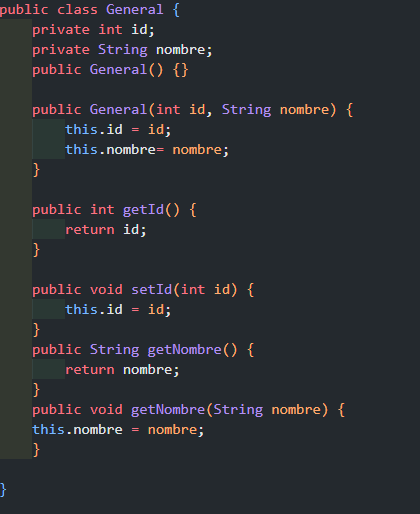 public class General {
    private int id;
    private String nombre;
    public General() {}

    public General(int id, String nombre) {
        this.id = id;
        this.nombre= nombre;
    }

    public int getId() {
        return id;
    }

    public void setId(int id) {
        this.id = id;
    }
    public String getNombre() {
        return nombre;
    }
    public void getNombre(String nombre) {
    this.nombre = nombre;
    }

}